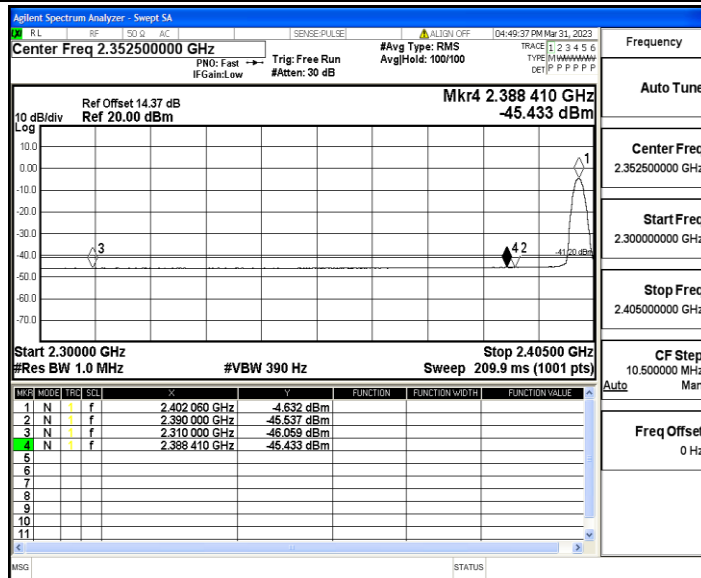 Agilent Spectrum Analyzer - Swept SA
RL RF 50 Ω AC SENSE:PULSE ALIGN OFF 04:49:37 PM Mar 31, 2023
Center Freq 2.352500000 GHz
PNO: Fast
IFGain:Low
Trig: Free Run
#Atten: 30 dB
#Avg Type: RMS
Avg|Hold: 100/100
TRACE 1 2 3 4 5 6
TYPE M
DET P P P P P P
Ref Offset 14.37 dB
Ref 20.00 dBm
10 dB/div
Log
Mkr4 2.388 410 GHz
-45.433 dBm
10.0
0.00
-10.0
-20.0
-30.0
-40.0
-50.0
-60.0
-70.0
1
3
4 2
-41.20 dBm
Start 2.30000 GHz Stop 2.40500 GHz
#Res BW 1.0 MHz #VBW 390 Hz Sweep 209.9 ms (1001 pts)
MKR MODE TRC SCL X Y FUNCTION FUNCTION WIDTH FUNCTION VALUE
1 N 1 f 2.402 060 GHz -4.632 dBm
2 N 1 f 2.390 000 GHz -45.537 dBm
3 N 1 f 2.310 000 GHz -46.059 dBm
4 N 1 f 2.388 410 GHz -45.433 dBm
5
6
7
8
9
10
11
MSG STATUS
Frequency
Auto Tune
Center Freq
2.352500000 GHz
Start Freq
2.300000000 GHz
Stop Freq
2.405000000 GHz
CF Step
10.500000 MHz
Auto Man
Freq Offset
0 Hz